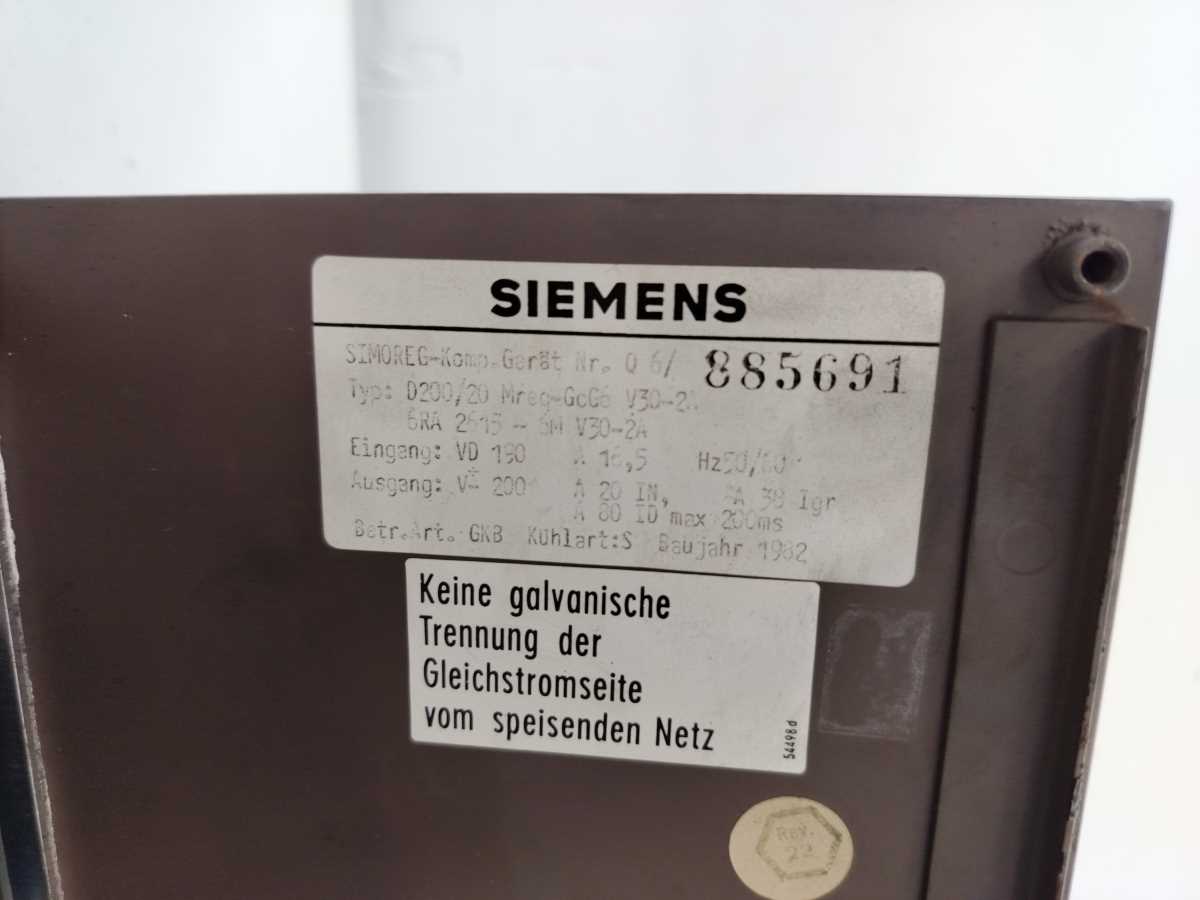 SIEMENS
SIMOREG-Komp.Gerät Nr. Q 6/ 885691
Typ: D200/20 Mreg-GcG6 V30-2A
6RA 2615 - 6M V30-2A
Eingang: VD 190 A 16,5 Hz50/60
Ausgang: V± 200 A 20 IN, 38 Igr
A 80 ID max 200ms
Betr.Art. GKB Kühlart:S Baujahr 1982
Keine galvanische
Trennung der
Gleichstromseite
vom speisenden Netz
54498d
Rev.
22